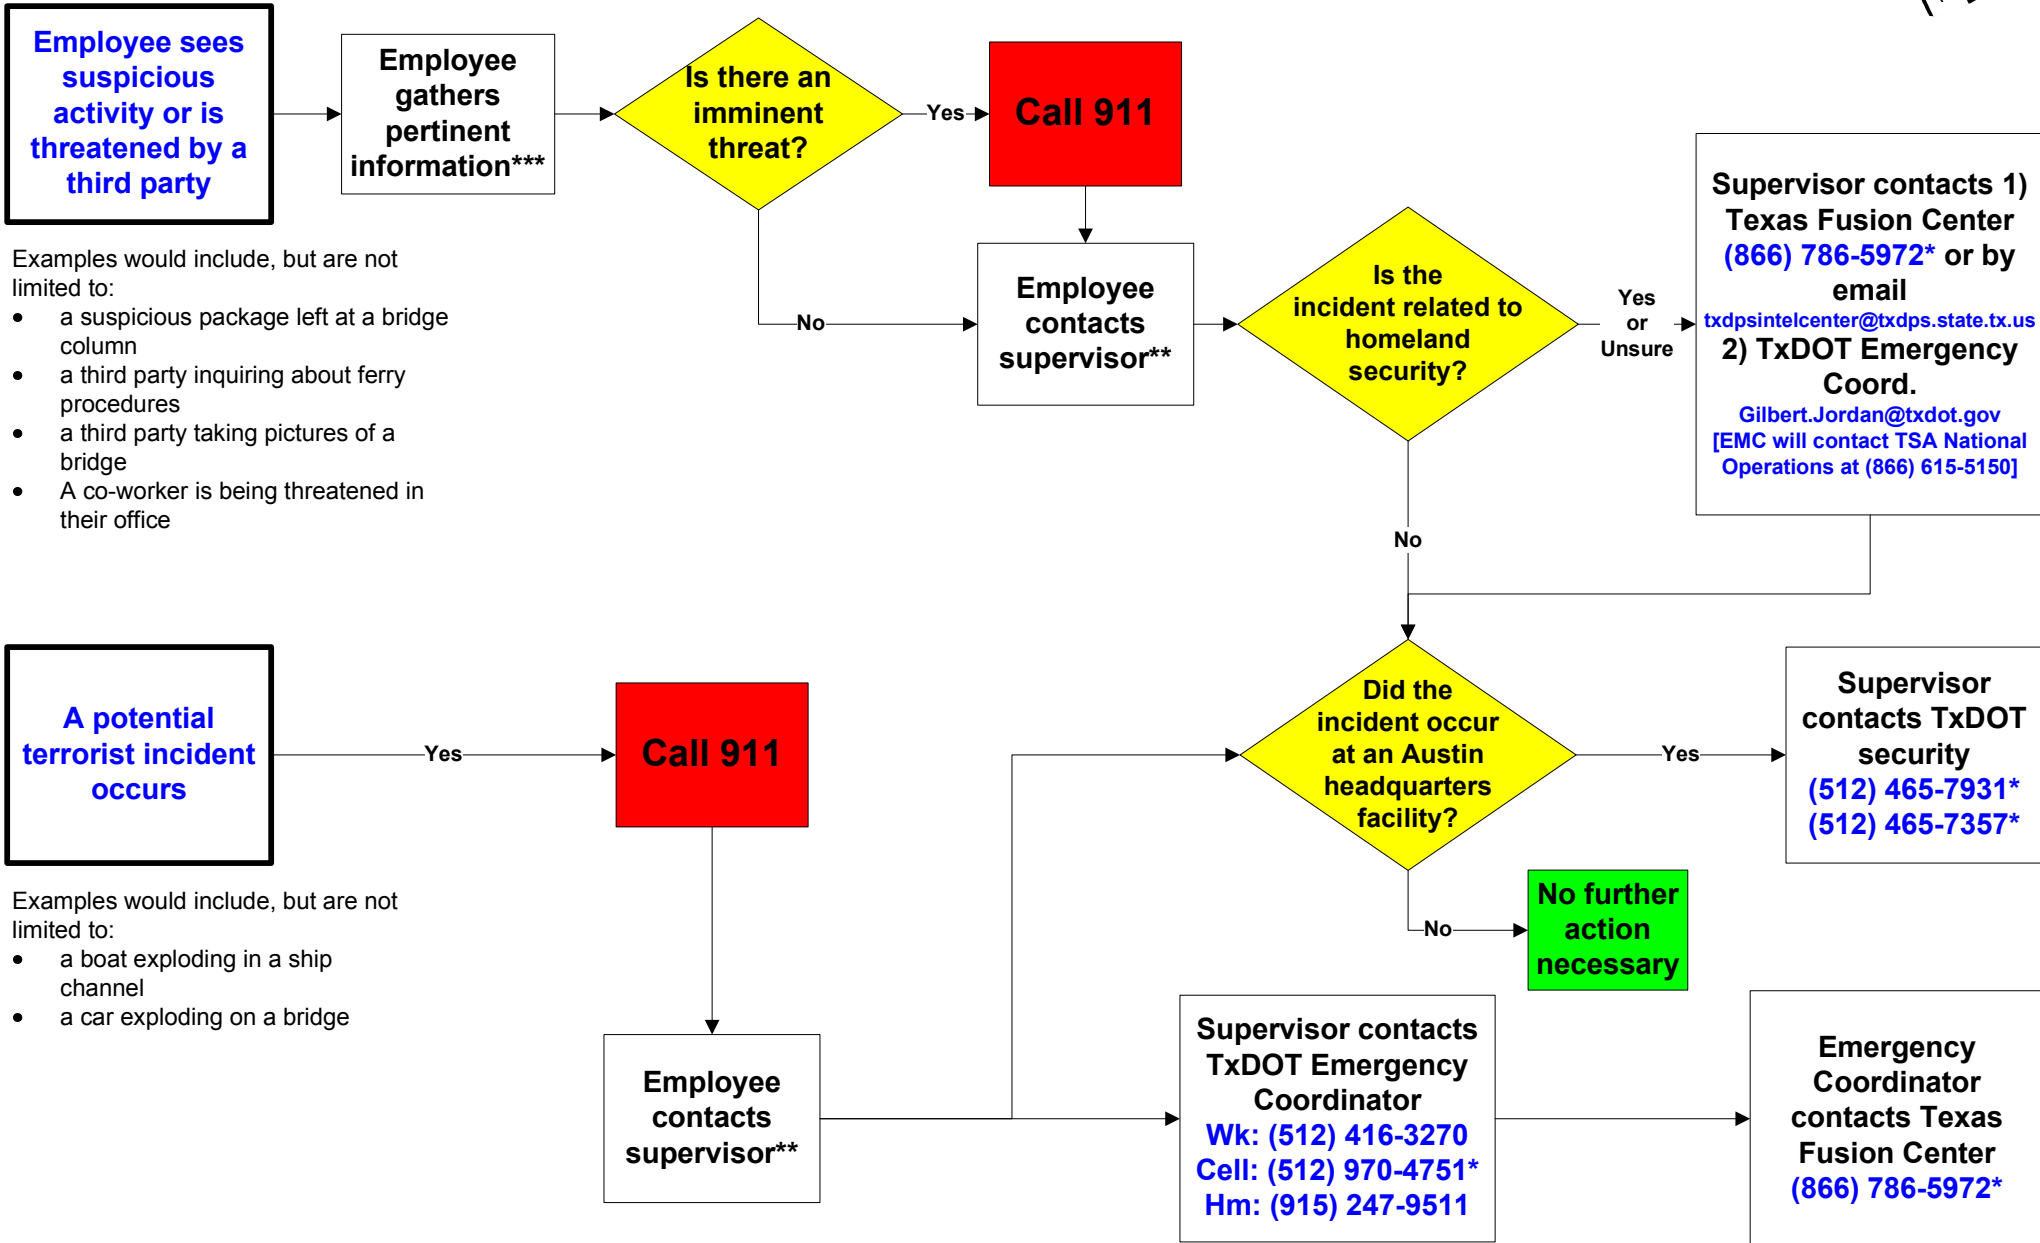 Employee sees
suspicious
activity or is
threatened by a
third party
Employee
gathers
pertinent
information***
Is there an
imminent
threat?
Yes
Call 911
No
Employee
contacts
supervisor**
Is the
incident related to
homeland
security?
Yes
or
Unsure
Supervisor contacts 1)
Texas Fusion Center
(866) 786-5972* or by
email
txdpsintelcenter@txdps.state.tx.us
2) TxDOT Emergency
Coord.
Gilbert.Jordan@txdot.gov
[EMC will contact TSA National
Operations at (866) 615-5150]
No
Examples would include, but are not
limited to:
• a suspicious package left at a bridge
column
• a third party inquiring about ferry
procedures
• a third party taking pictures of a
bridge
• A co-worker is being threatened in
their office
A potential
terrorist incident
occurs
Yes
Call 911
Did the
incident occur
at an Austin
headquarters
facility?
Yes
Supervisor
contacts TxDOT
security
(512) 465-7931*
(512) 465-7357*
No
No further
action
necessary
Examples would include, but are not
limited to:
• a boat exploding in a ship
channel
• a car exploding on a bridge
Employee
contacts
supervisor**
Supervisor contacts
TxDOT Emergency
Coordinator
Wk: (512) 416-3270
Cell: (512) 970-4751*
Hm: (915) 247-9511
Emergency
Coordinator
contacts Texas
Fusion Center
(866) 786-5972*